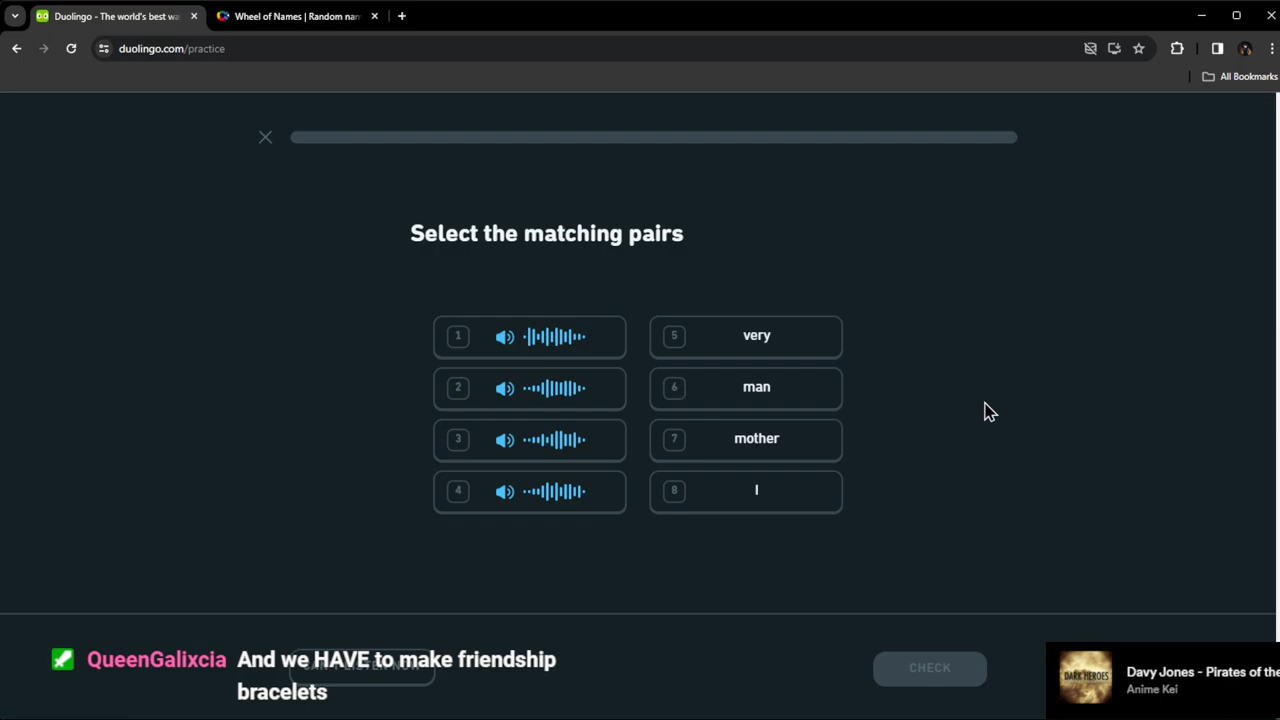 Duolingo - The world's best wa
Wheel of Names | Random nam
duolingo.com/practice
All Bookmarks
Select the matching pairs
1
5 very
2
6 man
3
7 mother
4
8 I
QueenGalixcia And we HAVE to make friendship
bracelets
CHECK
DARK HEROES
Davy Jones - Pirates of the
Anime Kei